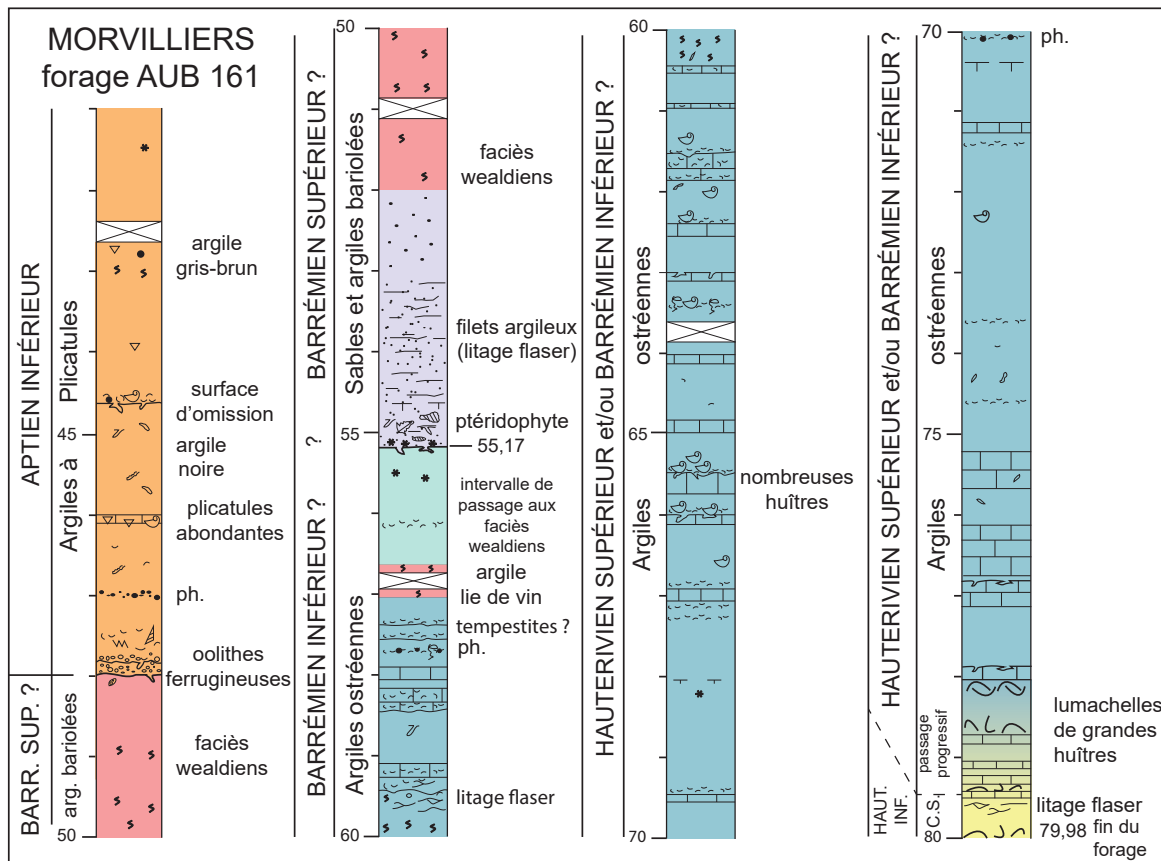 MORVILLIERS
forage AUB 161
APTIEN INFÉRIEUR
BARR. SUP. ?
Argiles à Plicatules
arg. bariolées
45
50
argile
gris-brun
surface
d'omission
argile
noire
plicatules
abondantes
ph.
oolithes
ferrugineuses
faciès
wealdiens
BARRÉMIEN SUPÉRIEUR ?
?
BARRÉMIEN INFÉRIEUR ?
Sables et argiles bariolées
Argiles ostréennes
50
55
60
faciès
wealdiens
filets argileux
(litage flaser)
ptéridophyte
55,17
intervalle de
passage aux
faciès
wealdiens
argile
lie de vin
tempestites ?
ph.
litage flaser
HAUTERIVIEN SUPÉRIEUR et/ou BARRÉMIEN INFÉRIEUR ?
Argiles ostréennes
60
65
70
nombreuses
huîtres
HAUTERIVIEN SUPÉRIEUR et/ou BARRÉMIEN INFÉRIEUR ?
HAUT.
INF.
Argiles ostréennes
passage
progressif
C.S.
70
75
80
ph.
lumachelles
de grandes
huîtres
litage flaser
79,98 fin du
forage